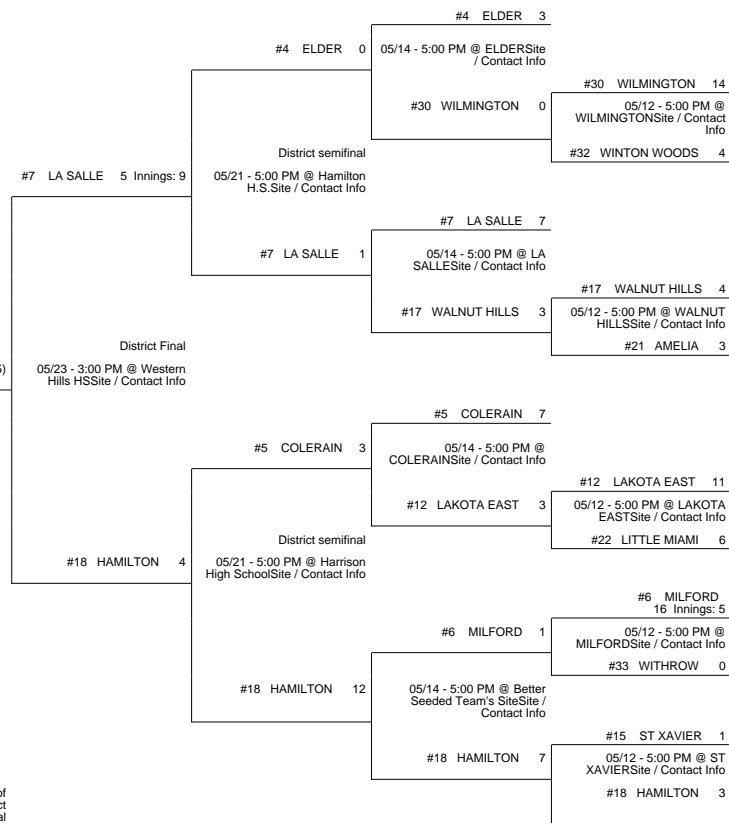 #4 ELDER 3
#4 ELDER 0
05/14 - 5:00 PM @ ELDERSite
/ Contact Info
#30 WILMINGTON 14
#30 WILMINGTON 0
05/12 - 5:00 PM @
WILMINGTONSite / Contact
Info
District semifinal
#32 WINTON WOODS 4
#7 LA SALLE 5 Innings: 9
05/21 - 5:00 PM @ Hamilton
H.S.Site / Contact Info
#7 LA SALLE 7
#7 LA SALLE 1
05/14 - 5:00 PM @ LA
SALLESite / Contact Info
#17 WALNUT HILLS 4
#17 WALNUT HILLS 3
05/12 - 5:00 PM @ WALNUT
HILLSSite / Contact Info
#21 AMELIA 3
District Final
05/23 - 3:00 PM @ Western
Hills HSSite / Contact Info
#5 COLERAIN 7
#5 COLERAIN 3
05/14 - 5:00 PM @
COLERAINSite / Contact Info
#12 LAKOTA EAST 11
#12 LAKOTA EAST 3
05/12 - 5:00 PM @ LAKOTA
EASTSite / Contact Info
District semifinal
#22 LITTLE MIAMI 6
#18 HAMILTON 4
05/21 - 5:00 PM @ Harrison
High SchoolSite / Contact Info
#6 MILFORD
16 Innings: 5
#6 MILFORD 1
05/12 - 5:00 PM @
MILFORDSite / Contact Info
#33 WITHROW 0
#18 HAMILTON 12
05/14 - 5:00 PM @ Better
Seeded Team's SiteSite /
Contact Info
#15 ST XAVIER 1
#18 HAMILTON 7
05/12 - 5:00 PM @ ST
XAVIERSite / Contact Info
#18 HAMILTON 3
of